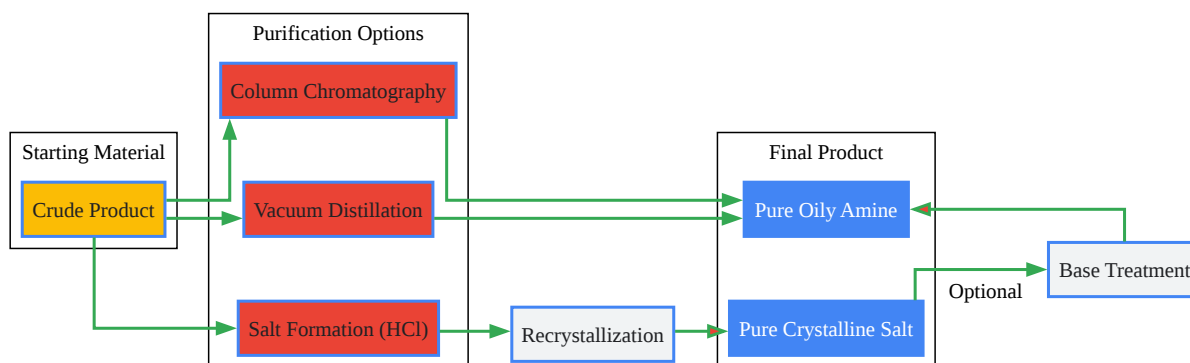 Purification Options
Column Chromatography
Starting Material
Final Product
Crude Product
Vacuum Distillation
Pure Oily Amine
Base Treatment
Optional
Salt Formation (HCl)
Recrystallization
Pure Crystalline Salt